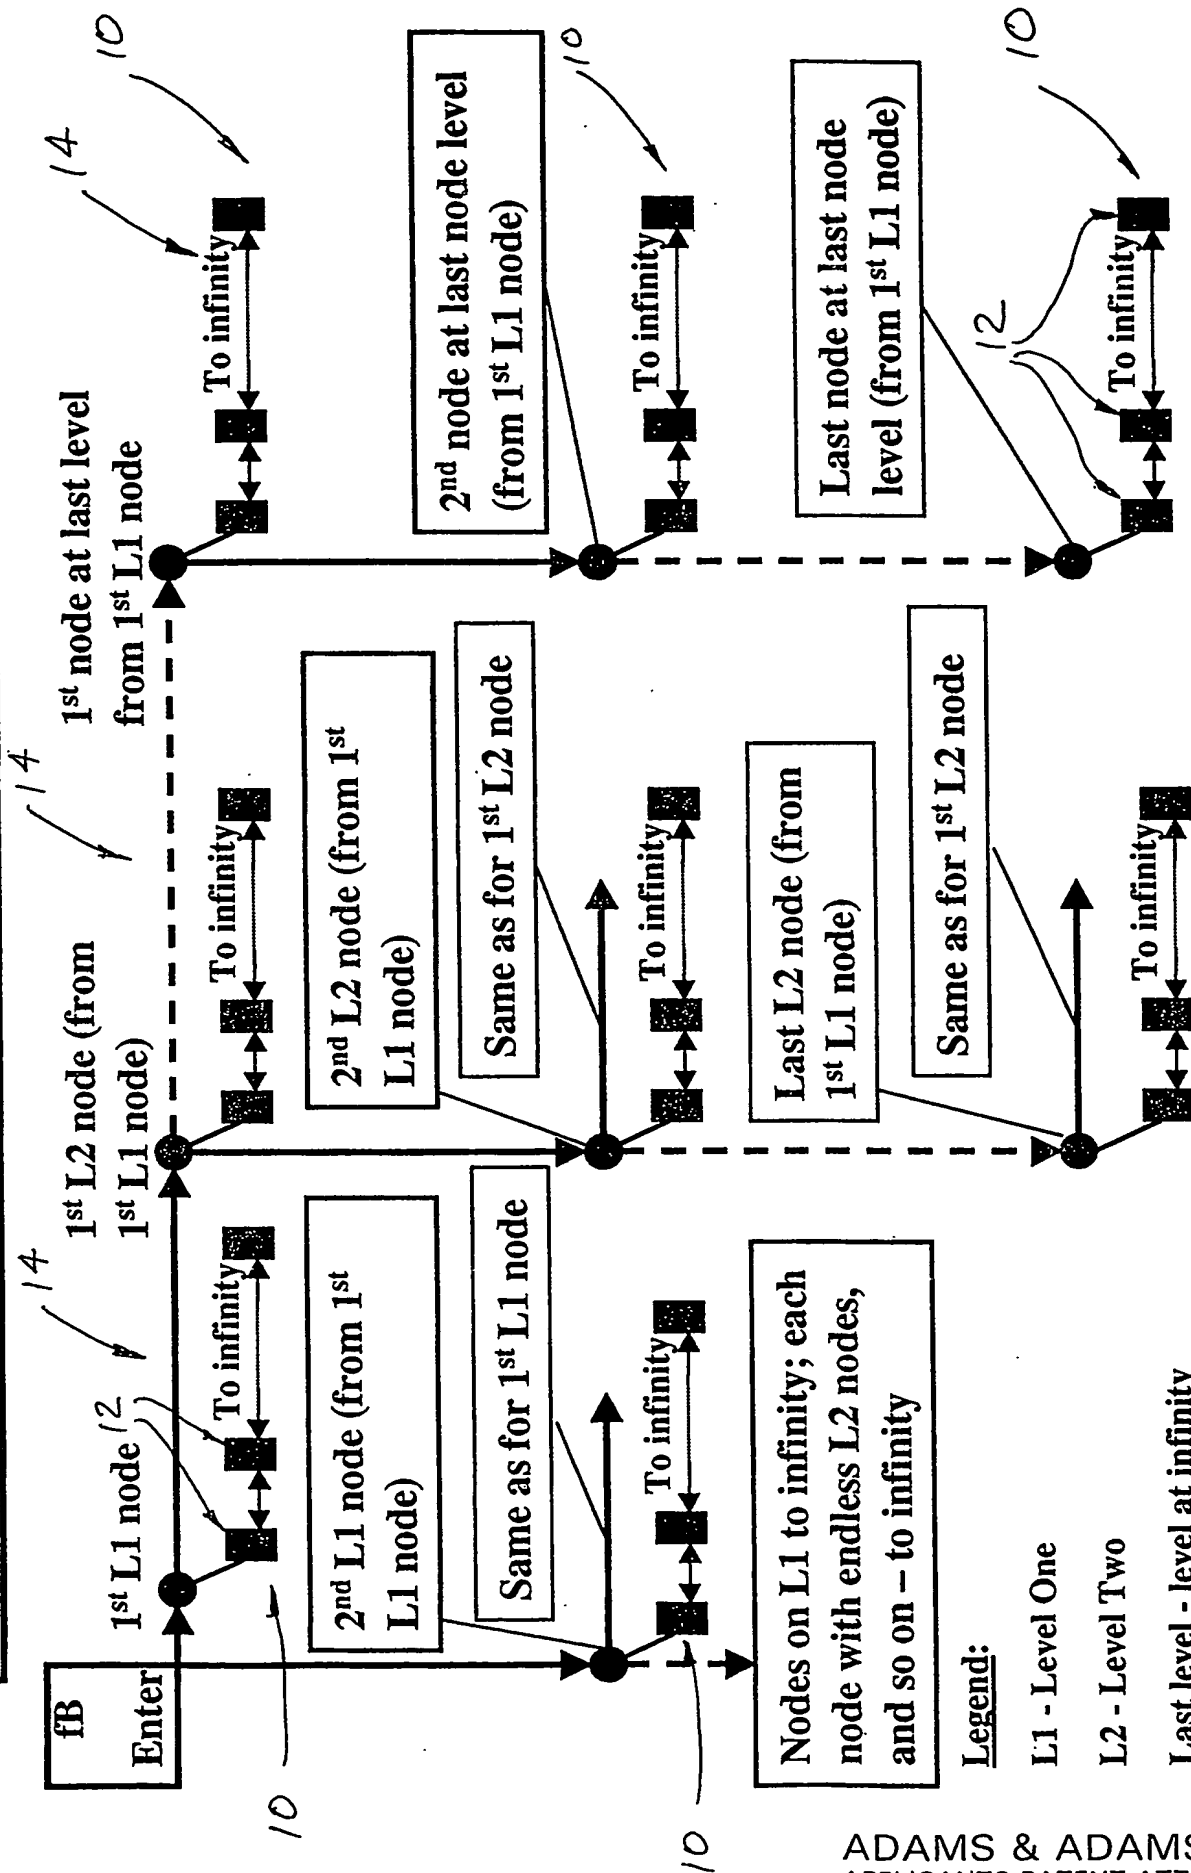 fB
Enter
1st L1 node
12
14
10
To infinity
1st L2 node (from
1st L1 node)
14
To infinity
1st node at last level
from 1st L1 node
14
10
To infinity
2nd L1 node (from 1st
L1 node)
Same as for 1st L1 node
10
To infinity
2nd L2 node (from 1st
L1 node)
Same as for 1st L2 node
To infinity
2nd node at last node level
(from 1st L1 node)
10
To infinity
Nodes on L1 to infinity; each
node with endless L2 nodes,
and so on – to infinity
Last L2 node (from
1st L1 node)
Same as for 1st L2 node
To infinity
Last node at last node
level (from 1st L1 node)
12
10
To infinity
Legend:
L1 - Level One
L2 - Level Two
Last level - level at infinity
ADAMS & ADAMS